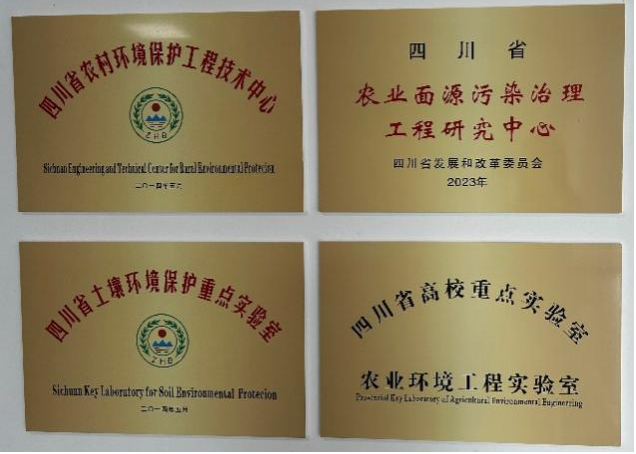 四川省农村环境保护工程技术中心
ZHB
Sichuan Engineering and Technical Center for Rural Environmental Protecion
四川省
农业面源污染治理
工程研究中心
四川省发展和改革委员会
2023年
四川省土壤环境保护重点实验室
ZHB
Sichuan Key Laboratory for Soil Environmental Protecion
四川省高校重点实验室
农业环境工程实验室
Provincial Key Laboratory of Agricultural Environmental Engineering